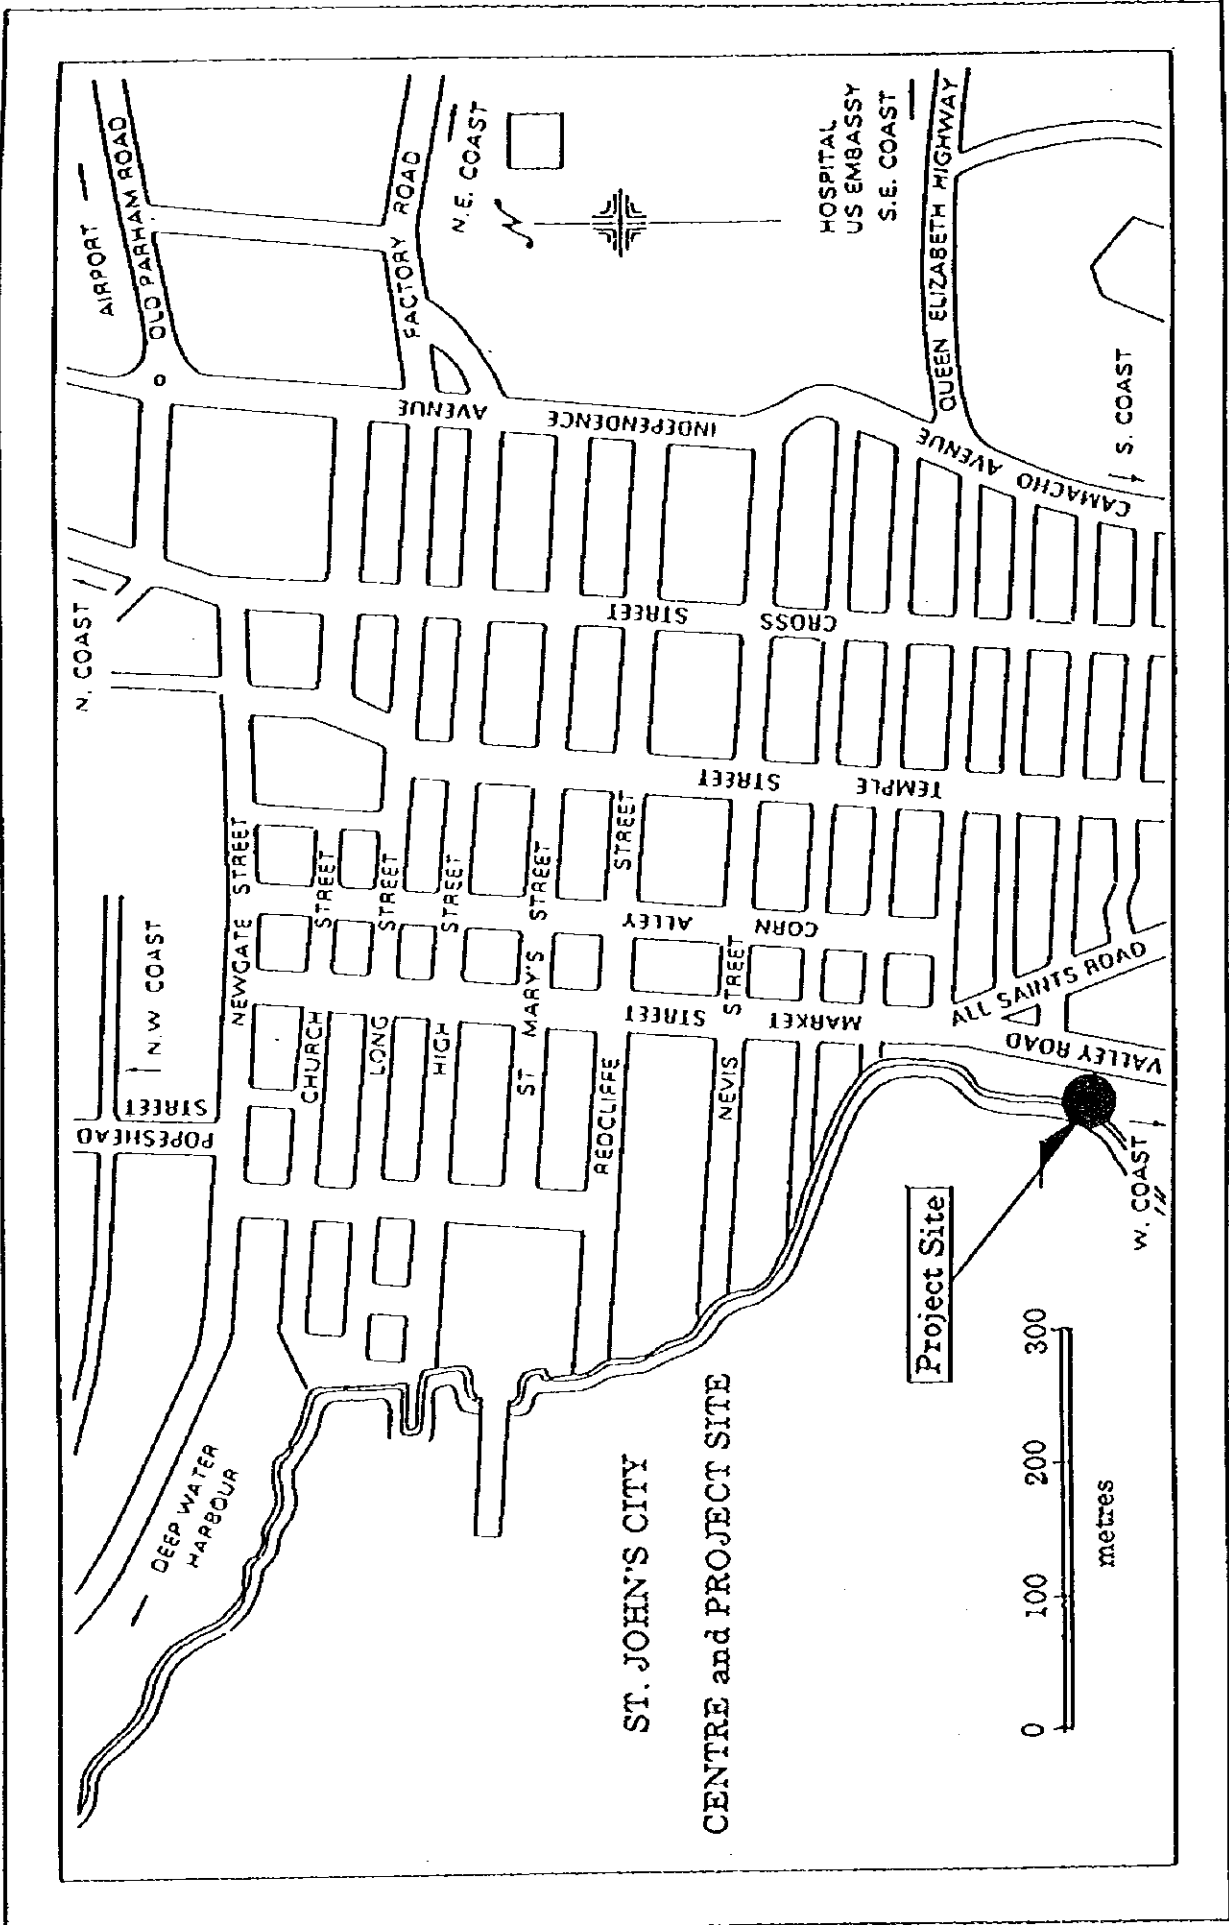 AIRPORT
OLD PARHAM ROAD
FACTORY ROAD
N.E. COAST
N
HOSPITAL
US EMBASSY
S.E. COAST
QUEEN ELIZABETH HIGHWAY
S. COAST
INDEPENDENCE AVENUE
CAMACHO AVENUE
N. COAST
CROSS STREET
TEMPLE STREET
CORN ALLEY
MARKET STREET
ALL SAINTS ROAD
VALLEY ROAD
N.W COAST
NEWGATE STREET
CHURCH STREET
LONG STREET
HIGH STREET
ST MARY'S STREET
REDCLIFFE STREET
NEVIS STREET
POPESHEAD STREET
DEEP WATER
HARBOUR
W. COAST
Project Site
ST. JOHN'S CITY
CENTRE and PROJECT SITE
0 100 200 300
metres